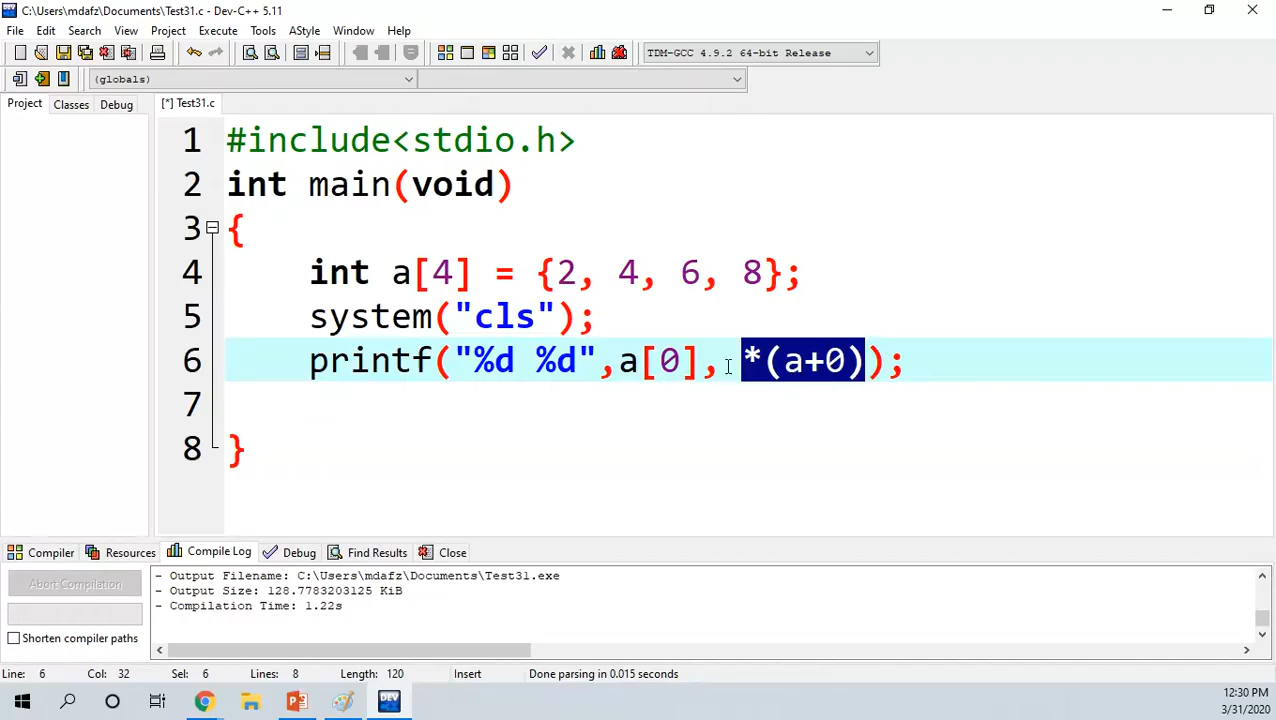 C:\Users\mdafz\Documents\Test31.c - Dev-C++ 5.11
File Edit Search View Project Execute Tools AStyle Window Help
TDM-GCC 4.9.2 64-bit Release
(globals)
Project Classes Debug [*] Test31.c
1 #include<stdio.h>
2 int main(void)
3 {
4 int a[4] = {2, 4, 6, 8};
5 system("cls");
6 printf("%d %d",a[0], *(a+0));
7
8 }
Compiler Resources Compile Log Debug Find Results Close
Abort Compilation
Shorten compiler paths
- Output Filename: C:\Users\mdafz\Documents\Test31.exe
- Output Size: 128.7783203125 KiB
- Compilation Time: 1.22s
Line: 6 Col: 32 Sel: 6 Lines: 8 Length: 120 Insert Done parsing in 0.015 seconds
DEV
12:30 PM
3/31/2020